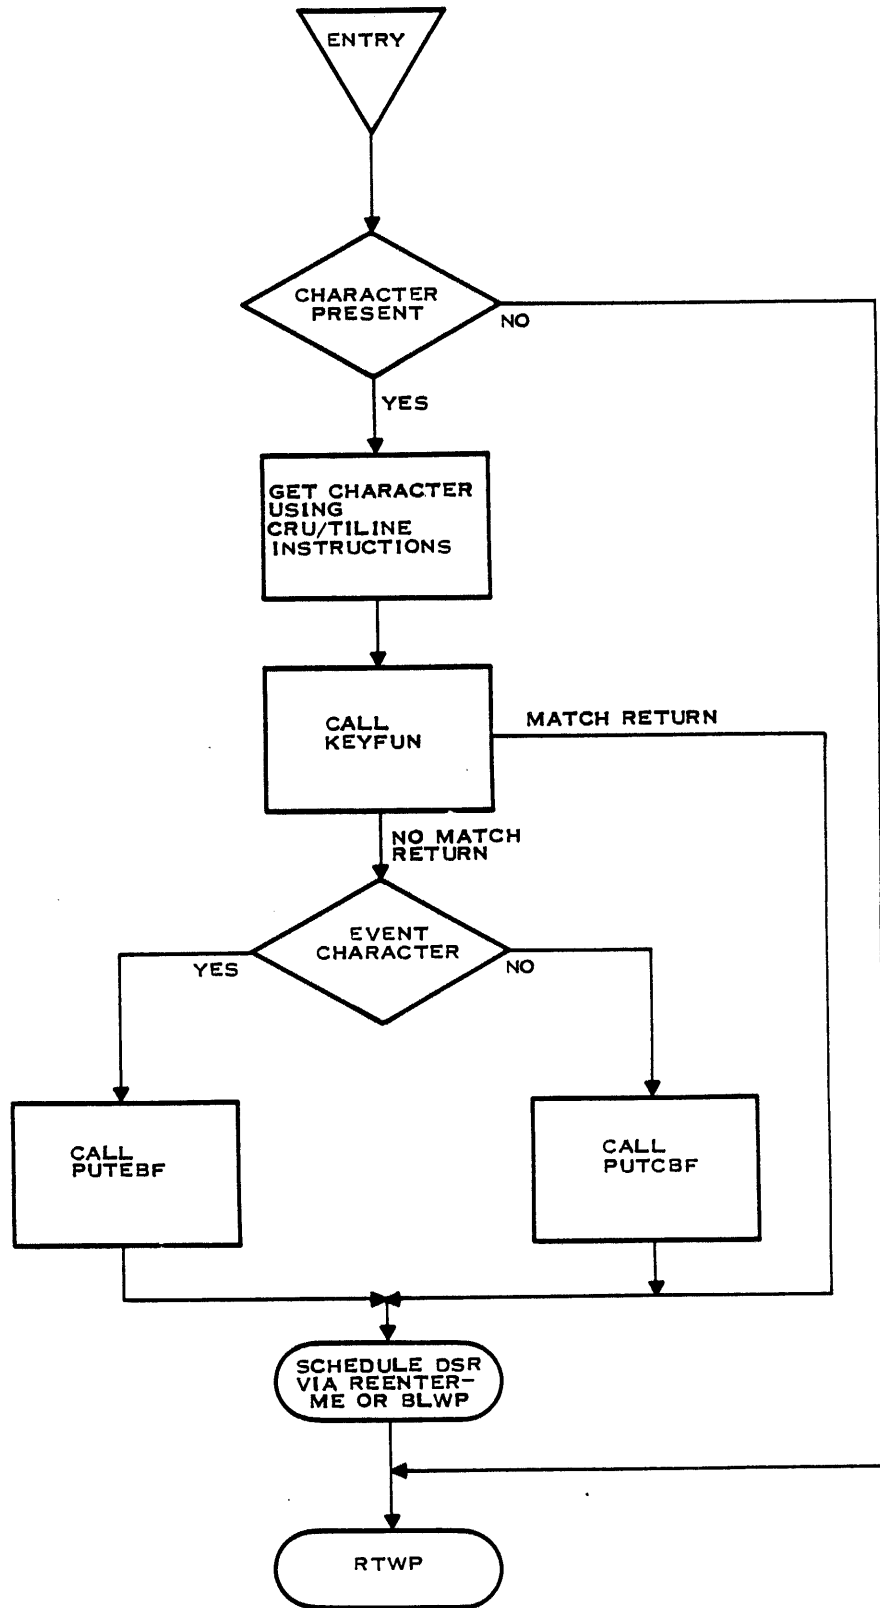 ENTRY
CHARACTER
PRESENT
NO
YES
GET CHARACTER
USING
CRU/TILINE
INSTRUCTIONS
CALL
KEYFUN
MATCH RETURN
NO MATCH
RETURN
EVENT
CHARACTER
YES
NO
CALL
PUTEBF
CALL
PUTCBF
SCHEDULE DSR
VIA REENTER-
ME OR BLWP
RTWP